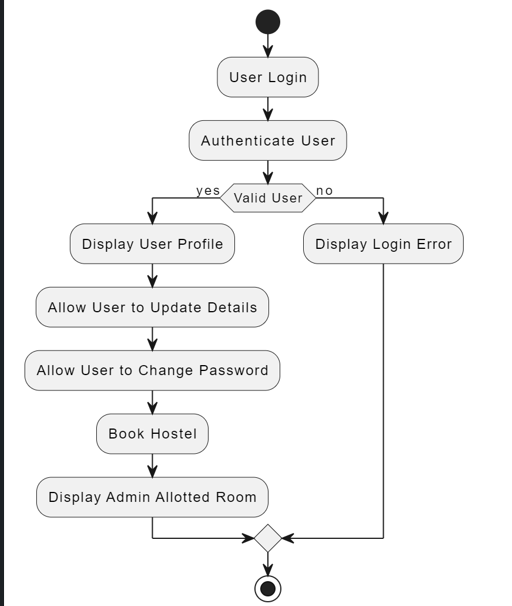 User Login
Authenticate User
yes
Valid User
no
Display User Profile
Display Login Error
Allow User to Update Details
Allow User to Change Password
Book Hostel
Display Admin Allotted Room